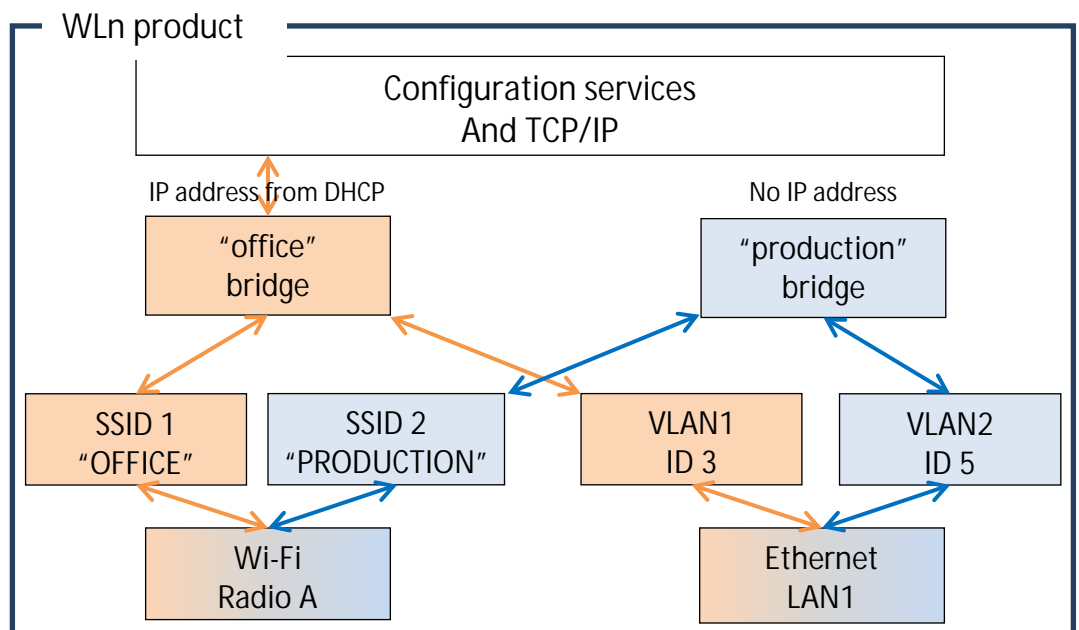 WLn product
Configuration services
And TCP/IP
IP address from DHCP
No IP address
“office”
bridge
“production”
bridge
SSID 1
“OFFICE”
SSID 2
“PRODUCTION”
VLAN1
ID 3
VLAN2
ID 5
Wi-Fi
Radio A
Ethernet
LAN1